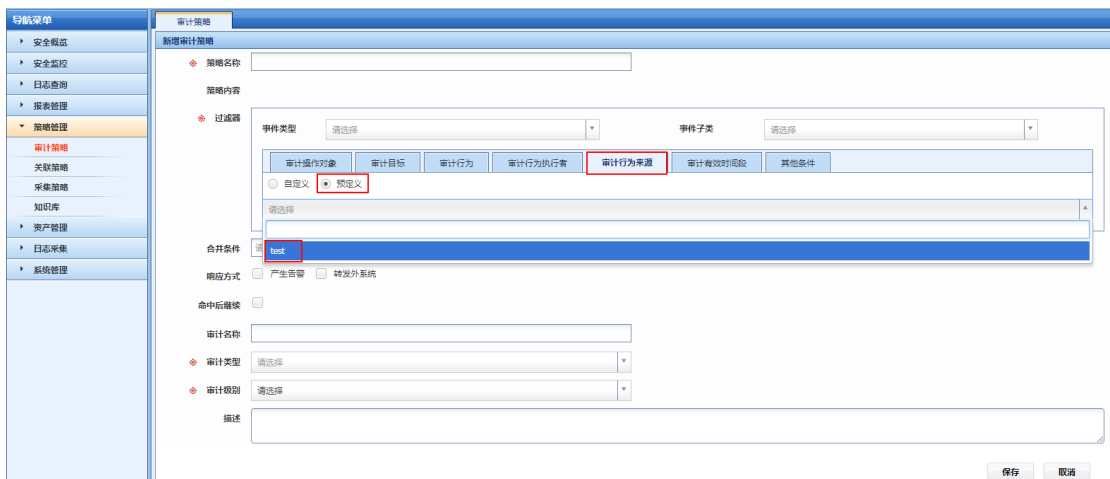 导航菜单
安全概览
安全监控
日志查询
报表管理
策略管理
审计策略
关联策略
采集策略
知识库
资产管理
日志采集
系统管理
审计策略
新增审计策略
※ 策略名称
策略内容
※ 过滤器
事件类型 请选择 事件子类 请选择
审计操作对象 审计目标 审计行为 审计行为执行者 审计行为来源 审计有效时间段 其他条件
自定义 预定义
请选择
test
合并条件 请
响应方式 产生告警 转发外系统
命中后继续
审计名称
※ 审计类型 请选择
※ 审计级别 请选择
描述
保存 取消